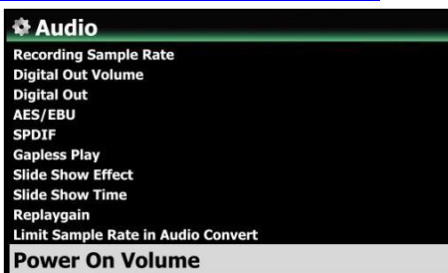 Audio
Recording Sample Rate
Digital Out Volume
Digital Out
AES/EBU
SPDIF
Gapless Play
Slide Show Effect
Slide Show Time
Replaygain
Limit Sample Rate in Audio Convert
Power On Volume